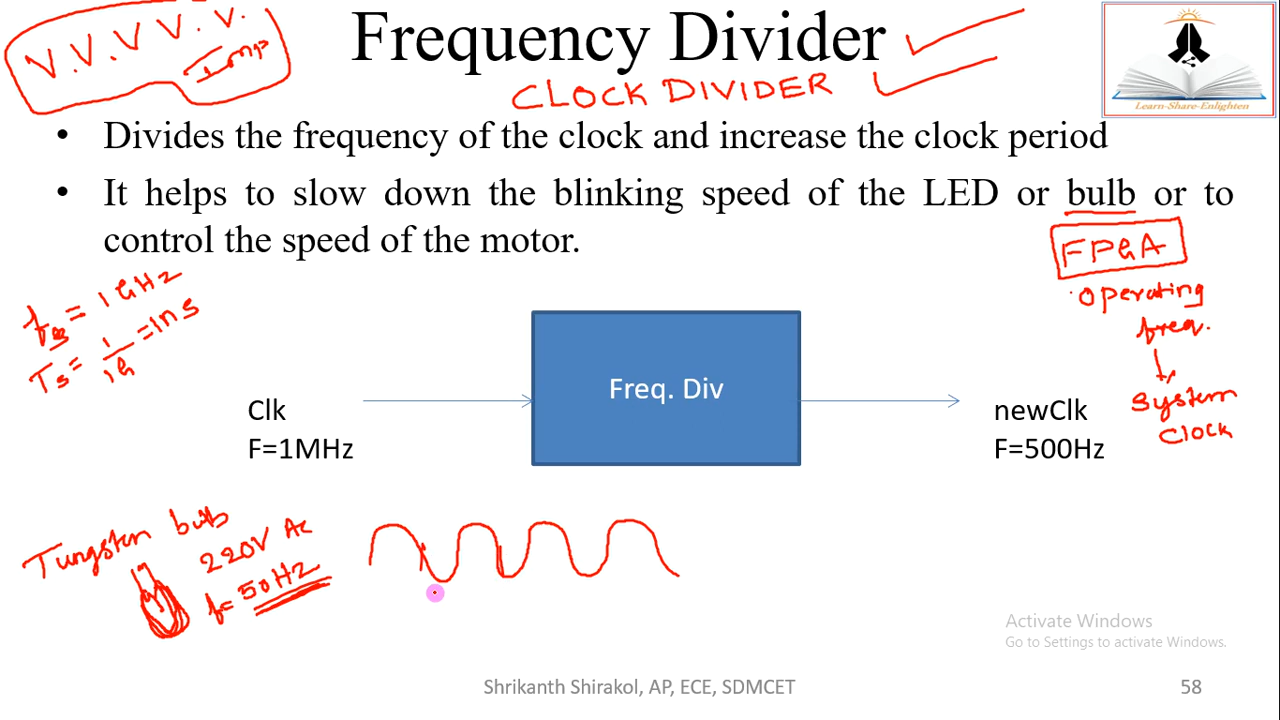 V. V. V V. V.
Imp
Frequency Divider
CLOCK DIVIDER
Learn-Share-Enlighten
• Divides the frequency of the clock and increase the clock period
• It helps to slow down the blinking speed of the LED or bulb or to
control the speed of the motor.
FPGA
Operating
freq.
System
Clock
= 1GHz
Ts = 1/1G = 1ns
Clk
F=1MHz
Freq. Div
newClk
F=500Hz
Tungsten bulb
220V AC
f= 50Hz
Activate Windows
Go to Settings to activate Windows.
Shrikanth Shirakol, AP, ECE, SDMCET
58